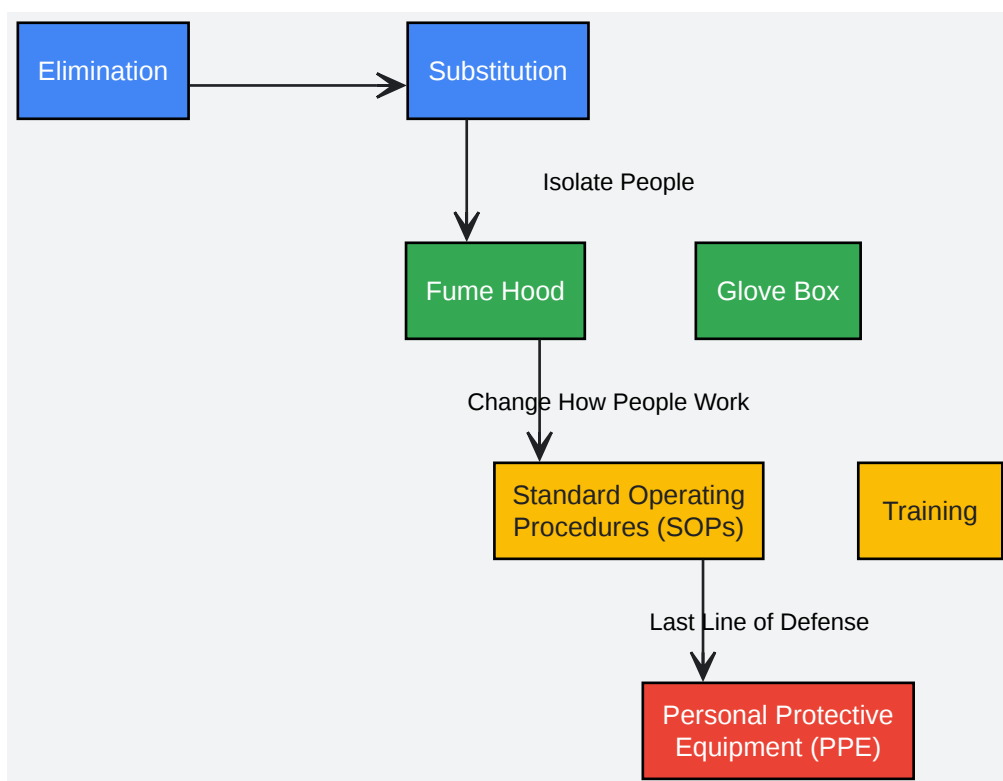 Elimination
Substitution
Isolate People
Fume Hood
Glove Box
Change How People Work
Standard Operating
Procedures (SOPs)
Training
Last Line of Defense
Personal Protective
Equipment (PPE)